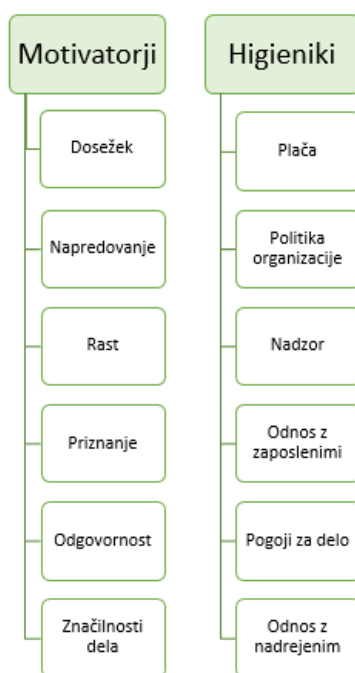 Motivatorji
Dosežek
Napredovanje
Rast
Priznanje
Odgovornost
Značilnosti
dela
Higieniki
Plača
Politika
organizacije
Nadzor
Odnos z
zaposlenimi
Pogoji za delo
Odnos z
nadrejenim